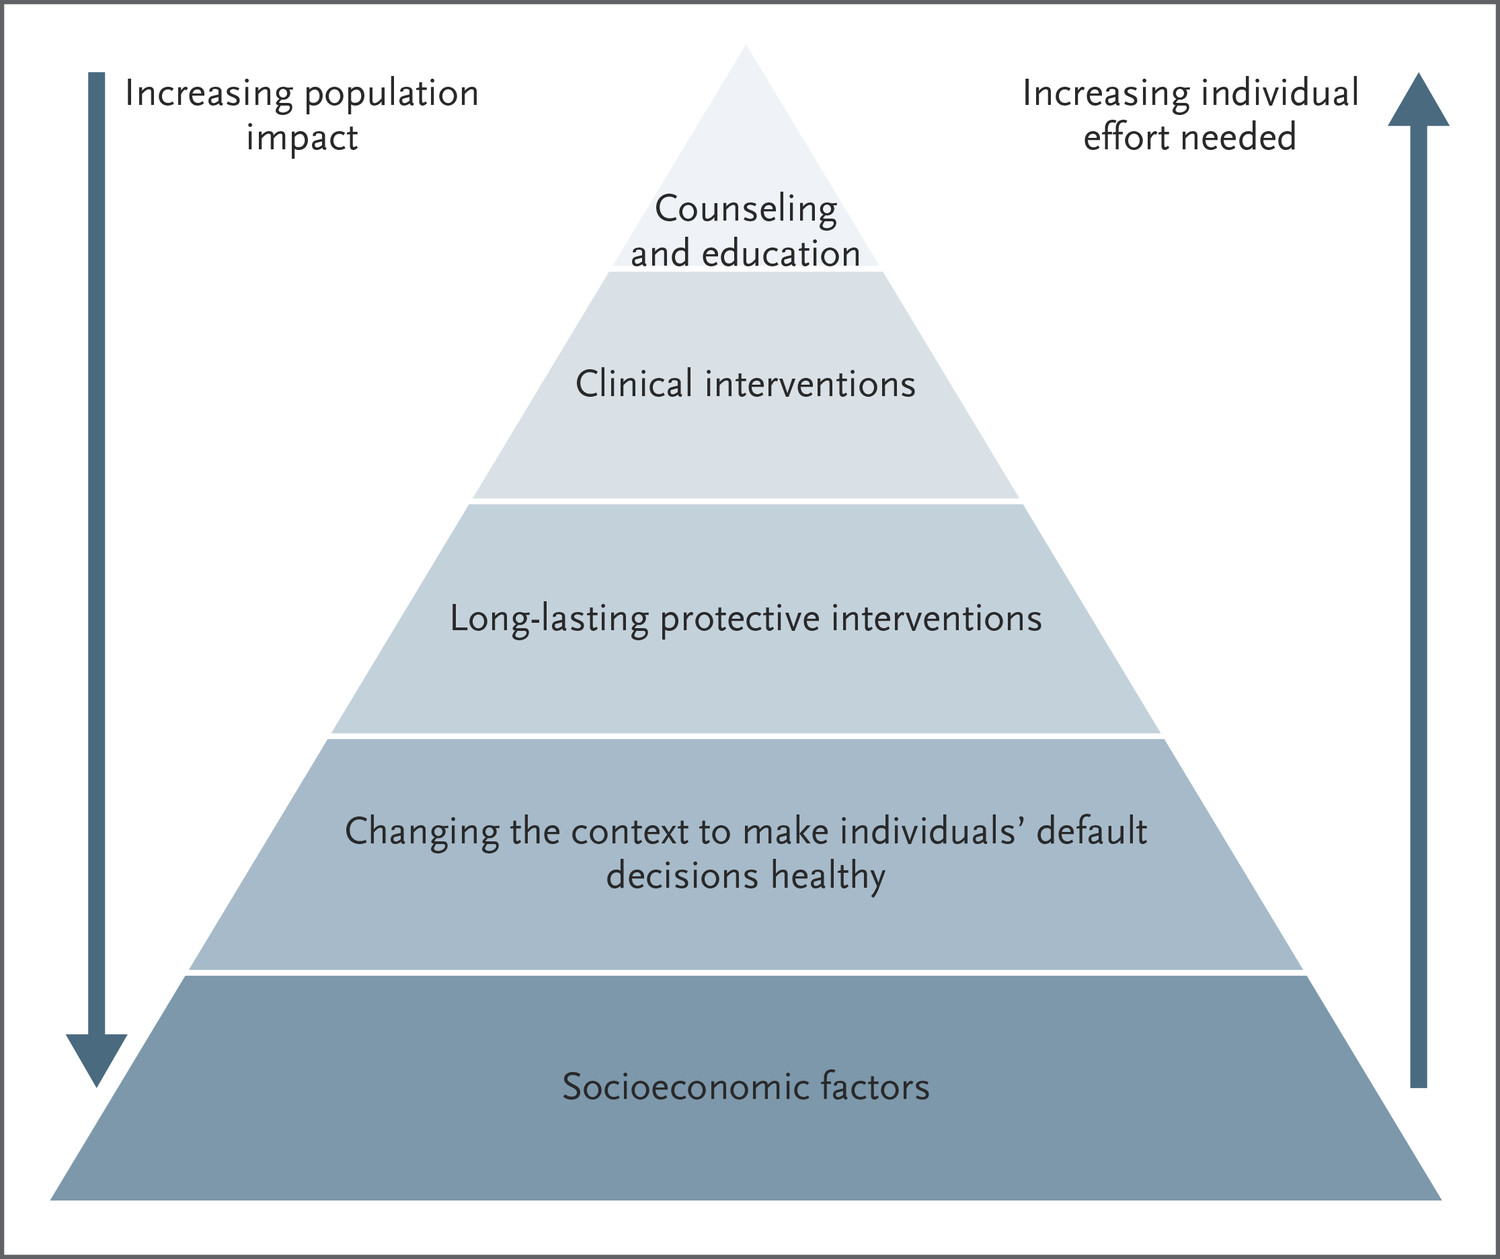 Increasing population
impact
Increasing individual
effort needed
Counseling
and education
Clinical interventions
Long-lasting protective interventions
Changing the context to make individuals’ default
decisions healthy
Socioeconomic factors